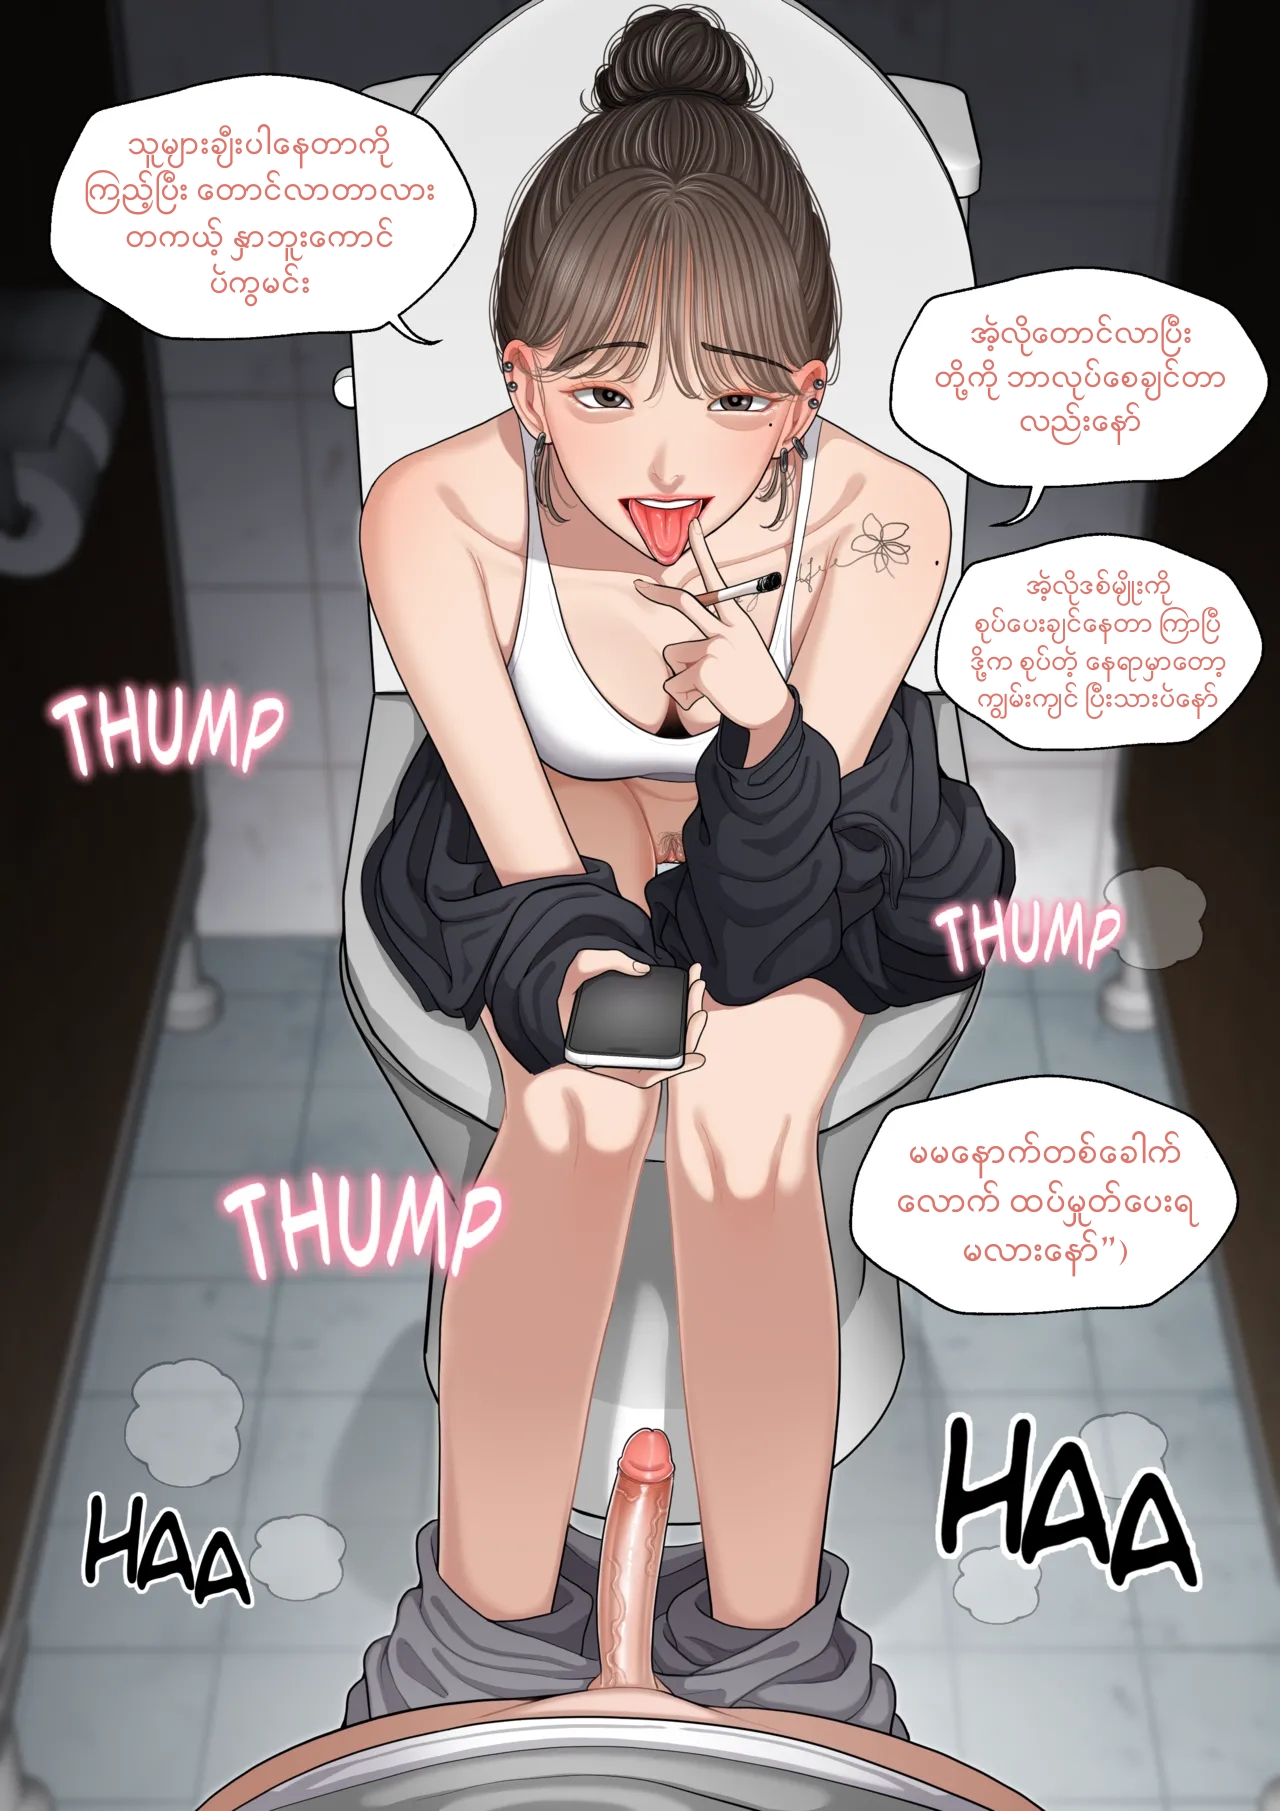 သူများချီးပါနေတာကို
ကြည့်ပြီး တောင်လာတာလား
တကယ့် နှာဘူးကောင်
ပဲကွမင်း
အဲ့လိုတောင်လာပြီး
တို့ကို ဘာလုပ်စေချင်တာ
လည်းနော်
အဲ့လိုဒစ်မျိုးကို
စုပ်ပေးချင်နေတာ ကြာပြီ
ဒို့က စုပ်တဲ့ နေရာမှာတော့
ကျွမ်းကျင် ပြီးသားပဲနော်
THUMP
THUMP
မမနောက်တစ်ခေါက်
လောက် ထပ်မှုတ်ပေးရ
မလားနော်”)
THUMP
HAA
HAA